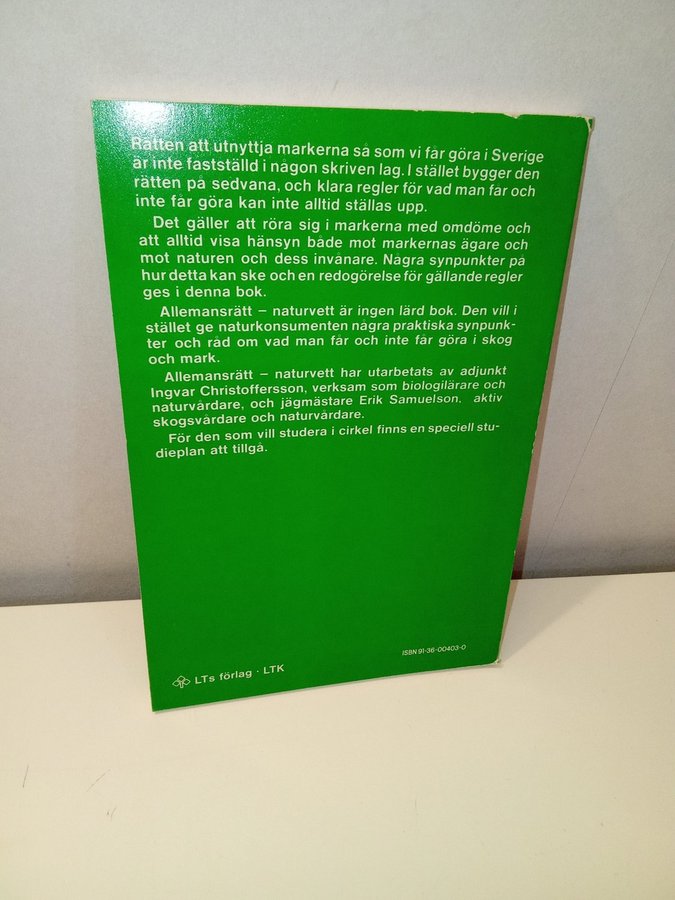 Rätten att utnyttja markerna så som vi får göra i Sverige
är inte fastställd i någon skriven lag. I stället bygger den
rätten på sedvana, och klara regler för vad man får och
inte får göra kan inte alltid ställas upp.
Det gäller att röra sig i markerna med omdöme och
att alltid visa hänsyn både mot markernas ägare och
mot naturen och dess invånare. Några synpunkter på
hur detta kan ske och en redogörelse för gällande regler
ges i denna bok.
Allemansrätt – naturvett är ingen lärd bok. Den vill i
stället ge naturkonsumenten några praktiska synpunk-
ter och råd om vad man får och inte får göra i skog
och mark.
Allemansrätt – naturvett har utarbetats av adjunkt
Ingvar Christoffersson, verksam som biologilärare och
naturvårdare, och jägmästare Erik Samuelson, aktiv
skogsvårdare och naturvårdare.
För den som vill studera i cirkel finns en speciell stu-
dieplan att tillgå.
ISBN 91-36-00403-0
LTs förlag · LTK